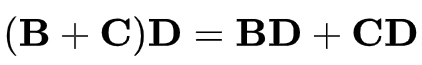 (B + C)D = BD + CD